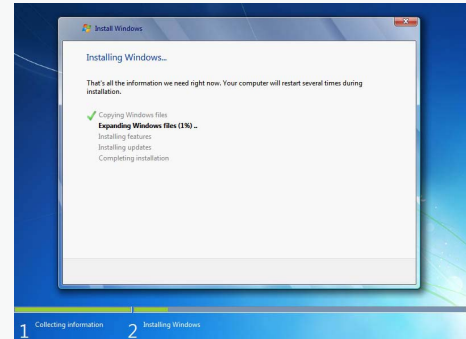 Install Windows
Installing Windows...
That's all the information we need right now. Your computer will restart several times during
installation.
Copying Windows files
Expanding Windows files (1%) ..
Installing features
Installing updates
Completing installation
1 Collecting information 2 Installing Windows